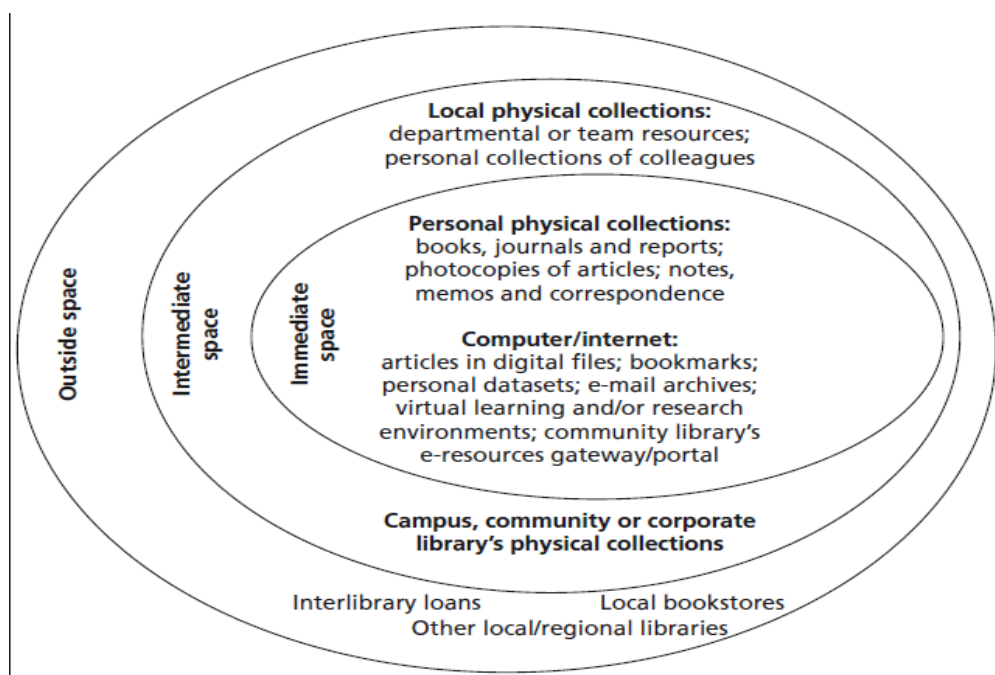 Local physical collections:
departmental or team resources;
personal collections of colleagues
Personal physical collections:
books, journals and reports;
photocopies of articles; notes,
memos and correspondence
Outside space
Intermediate
space
Immediate
space
Computer/internet:
articles in digital files; bookmarks;
personal datasets; e-mail archives;
virtual learning and/or research
environments; community library's
e-resources gateway/portal
Campus, community or corporate
library's physical collections
Interlibrary loans Local bookstores
Other local/regional libraries